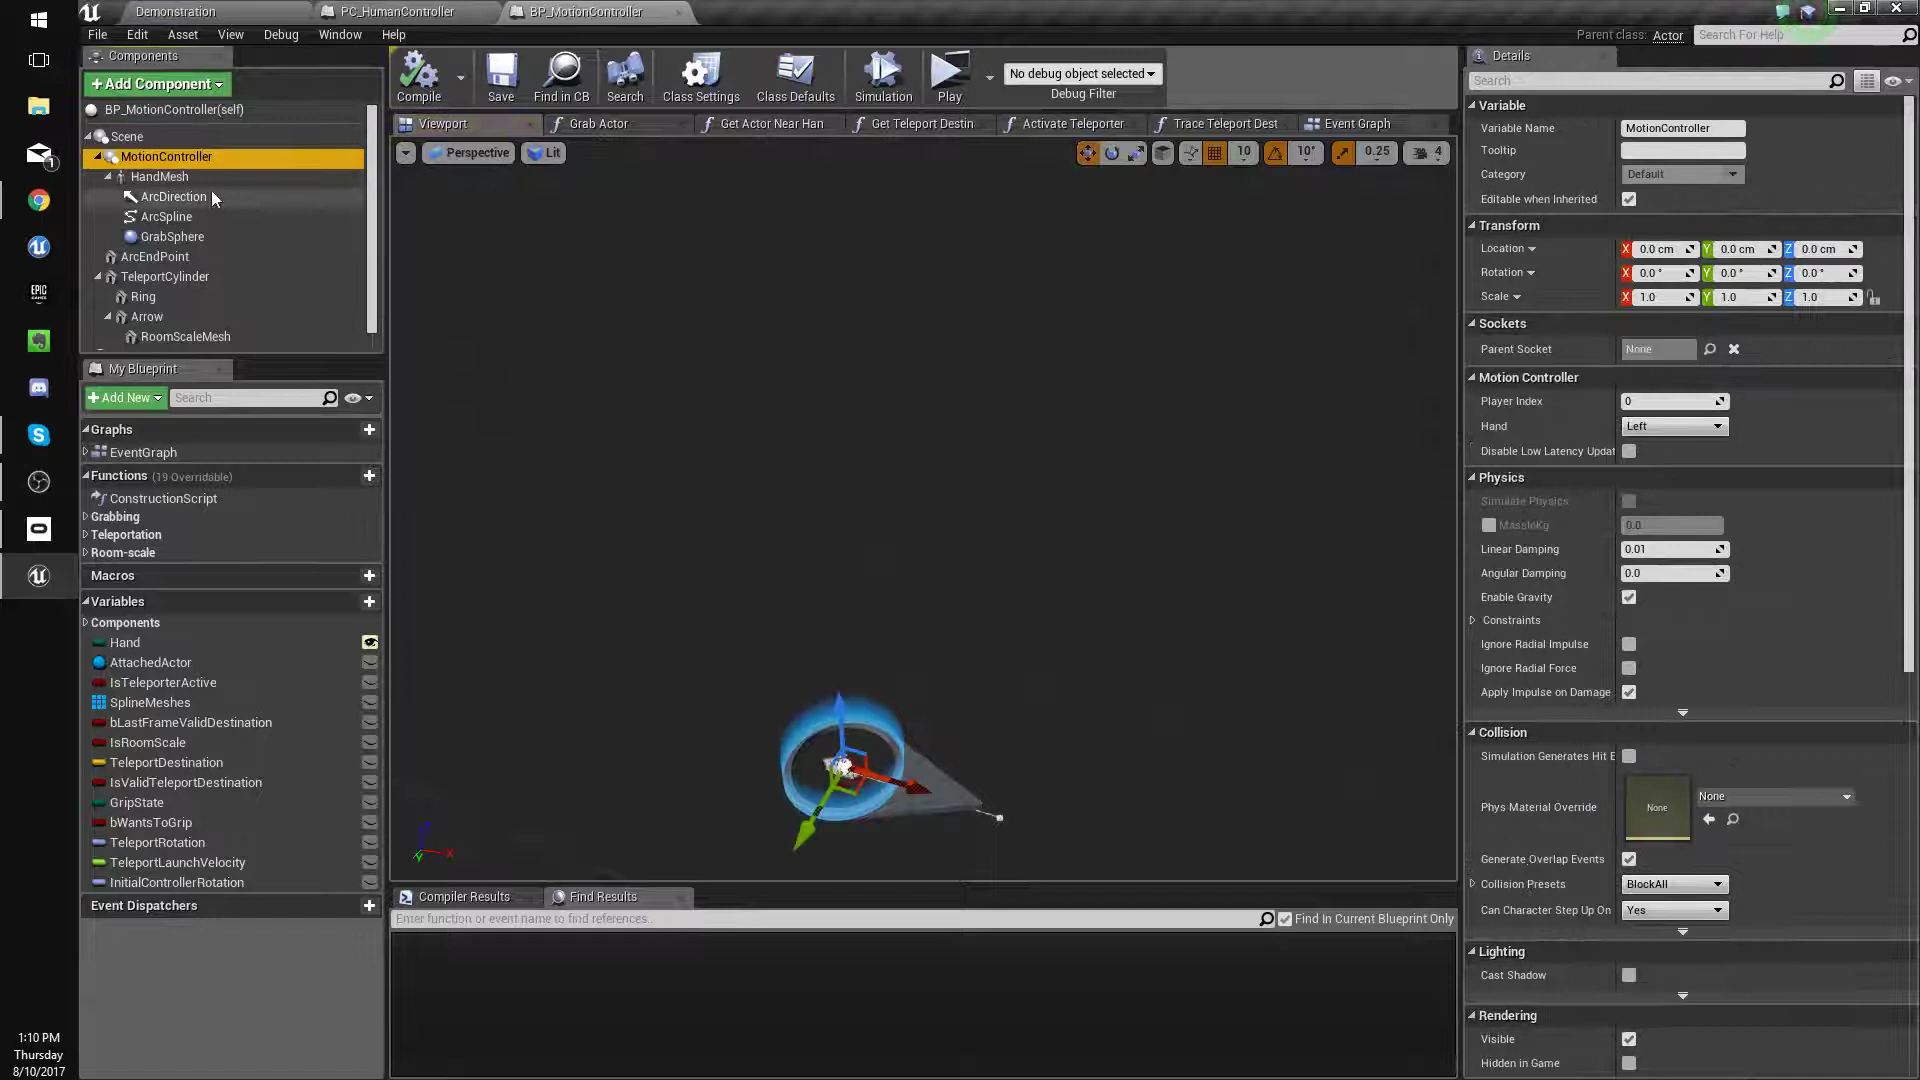 Demonstration
PC_HumanController
BP_MotionController
File Edit Asset View Debug Window Help
Parent class: Actor
Search For Help
Components
+ Add Component
BP_MotionController(self)
Scene
MotionController
HandMesh
ArcDirection
ArcSpline
GrabSphere
ArcEndPoint
TeleportCylinder
Ring
Arrow
RoomScaleMesh
My Blueprint
+ Add New
Search
Graphs
EventGraph
Functions (19 Overridable)
ConstructionScript
Grabbing
Teleportation
Room-scale
Macros
Variables
Components
Hand
AttachedActor
IsTeleporterActive
SplineMeshes
bLastFrameValidDestination
IsRoomScale
TeleportDestination
IsValidTeleportDestination
GripState
bWantsToGrip
TeleportRotation
TeleportLaunchVelocity
InitialControllerRotation
Event Dispatchers
Compile
Save
Find in CB
Search
Class Settings
Class Defaults
Simulation
Play
No debug object selected
Debug Filter
Viewport
Grab Actor
Get Actor Near Han
Get Teleport Destin
Activate Teleporter
Trace Teleport Dest
Event Graph
Perspective
Lit
10
10°
0.25
4
Z
X
Y
Compiler Results
Find Results
Enter function or event name to find references...
Find In Current Blueprint Only
Details
Search
Variable
Variable Name MotionController
Tooltip
Category Default
Editable when Inherited
Transform
Location X 0.0 cm Y 0.0 cm Z 0.0 cm
Rotation X 0.0 ° Y 0.0 ° Z 0.0 °
Scale X 1.0 Y 1.0 Z 1.0
Sockets
Parent Socket None
Motion Controller
Player Index 0
Hand Left
Disable Low Latency Updat
Physics
Simulate Physics
MassInKg 0.0
Linear Damping 0.01
Angular Damping 0.0
Enable Gravity
Constraints
Ignore Radial Impulse
Ignore Radial Force
Apply Impulse on Damage
Collision
Simulation Generates Hit E
Phys Material Override None None
Generate Overlap Events
Collision Presets BlockAll
Can Character Step Up On Yes
Lighting
Cast Shadow
Rendering
Visible
Hidden in Game
1
EPIC
GAMES
1:10 PM
Thursday
8/10/2017